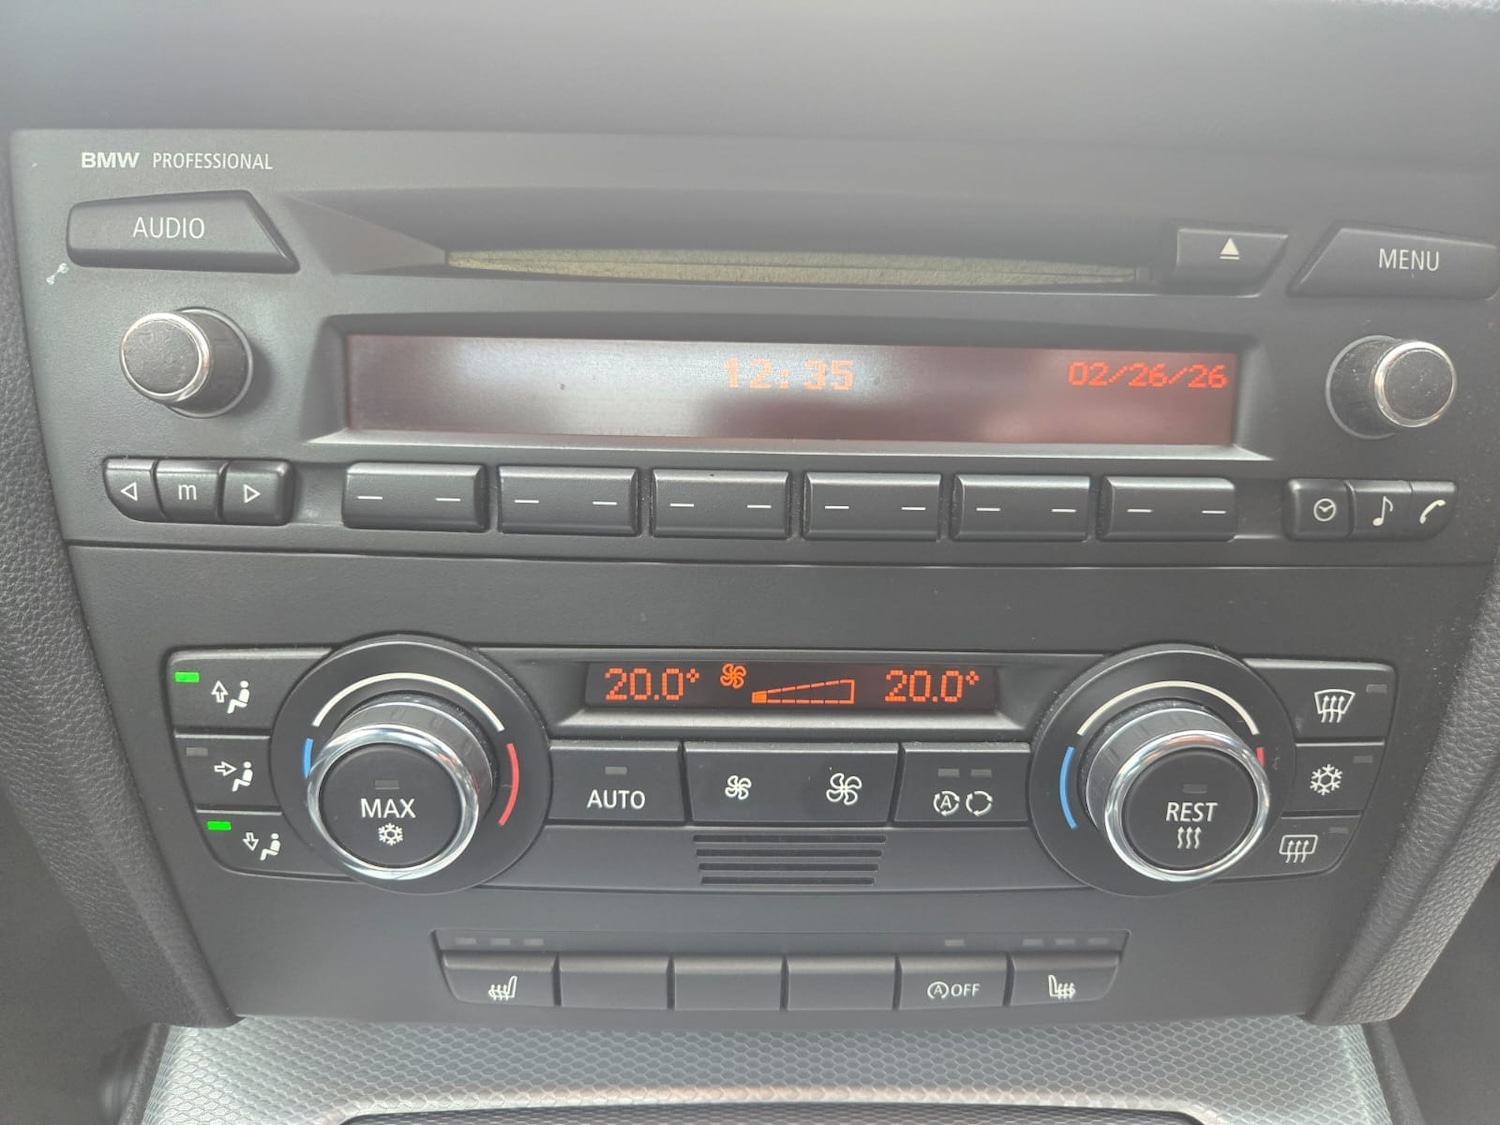 BMW PROFESSIONAL
AUDIO
MENU
12:35 02/26/26
m
20.0° 20.0°
MAX
AUTO
A
REST
A OFF